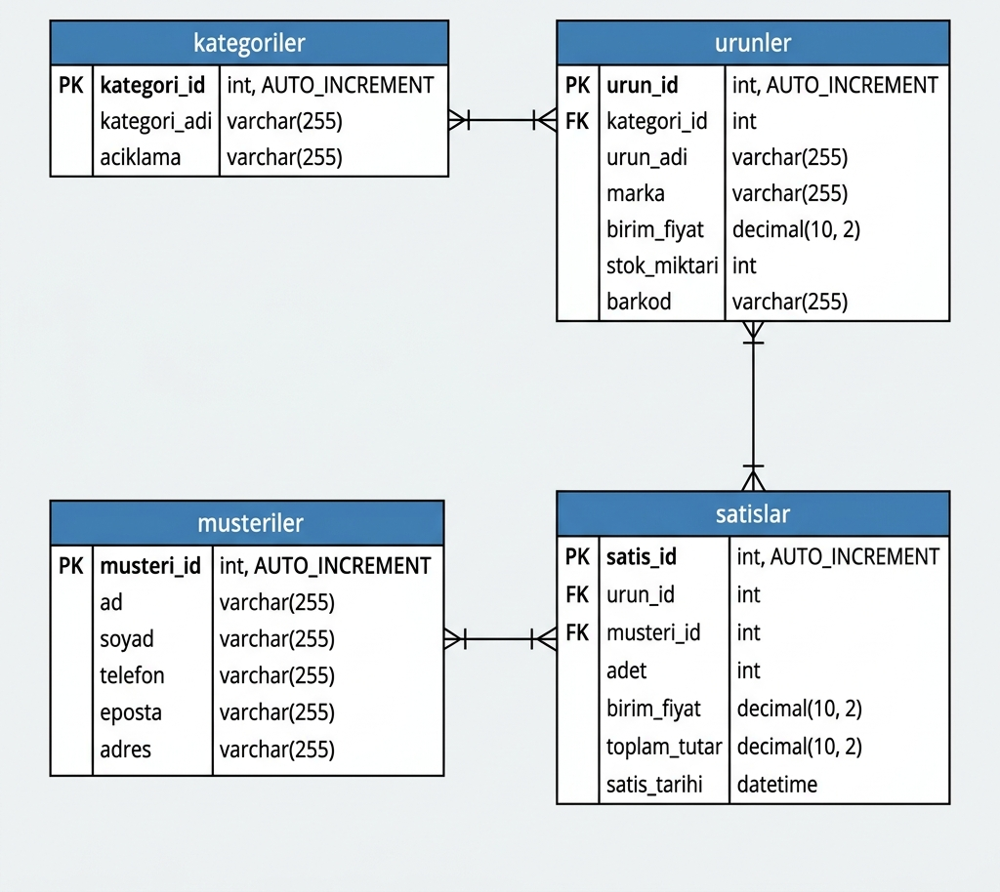 kategoriler
PK kategori_id int, AUTO_INCREMENT
kategori_adi varchar(255)
aciklama varchar(255)
urunler
PK urun_id int, AUTO_INCREMENT
FK kategori_id int
urun_adi varchar(255)
marka varchar(255)
birim_fiyat decimal(10, 2)
stok_miktari int
barkod varchar(255)
musteriler
PK musteri_id int, AUTO_INCREMENT
ad varchar(255)
soyad varchar(255)
telefon varchar(255)
eposta varchar(255)
adres varchar(255)
satislar
PK satis_id int, AUTO_INCREMENT
FK urun_id int
FK musteri_id int
adet int
birim_fiyat decimal(10, 2)
toplam_tutar decimal(10, 2)
satis_tarihi datetime